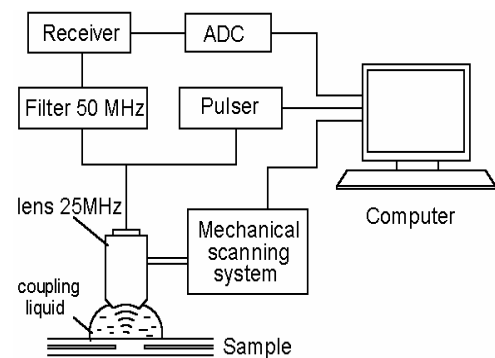 Receiver
ADC
Filter 50 MHz
Pulser
lens 25MHz
Mechanical
scanning
system
Computer
coupling
liquid
Sample